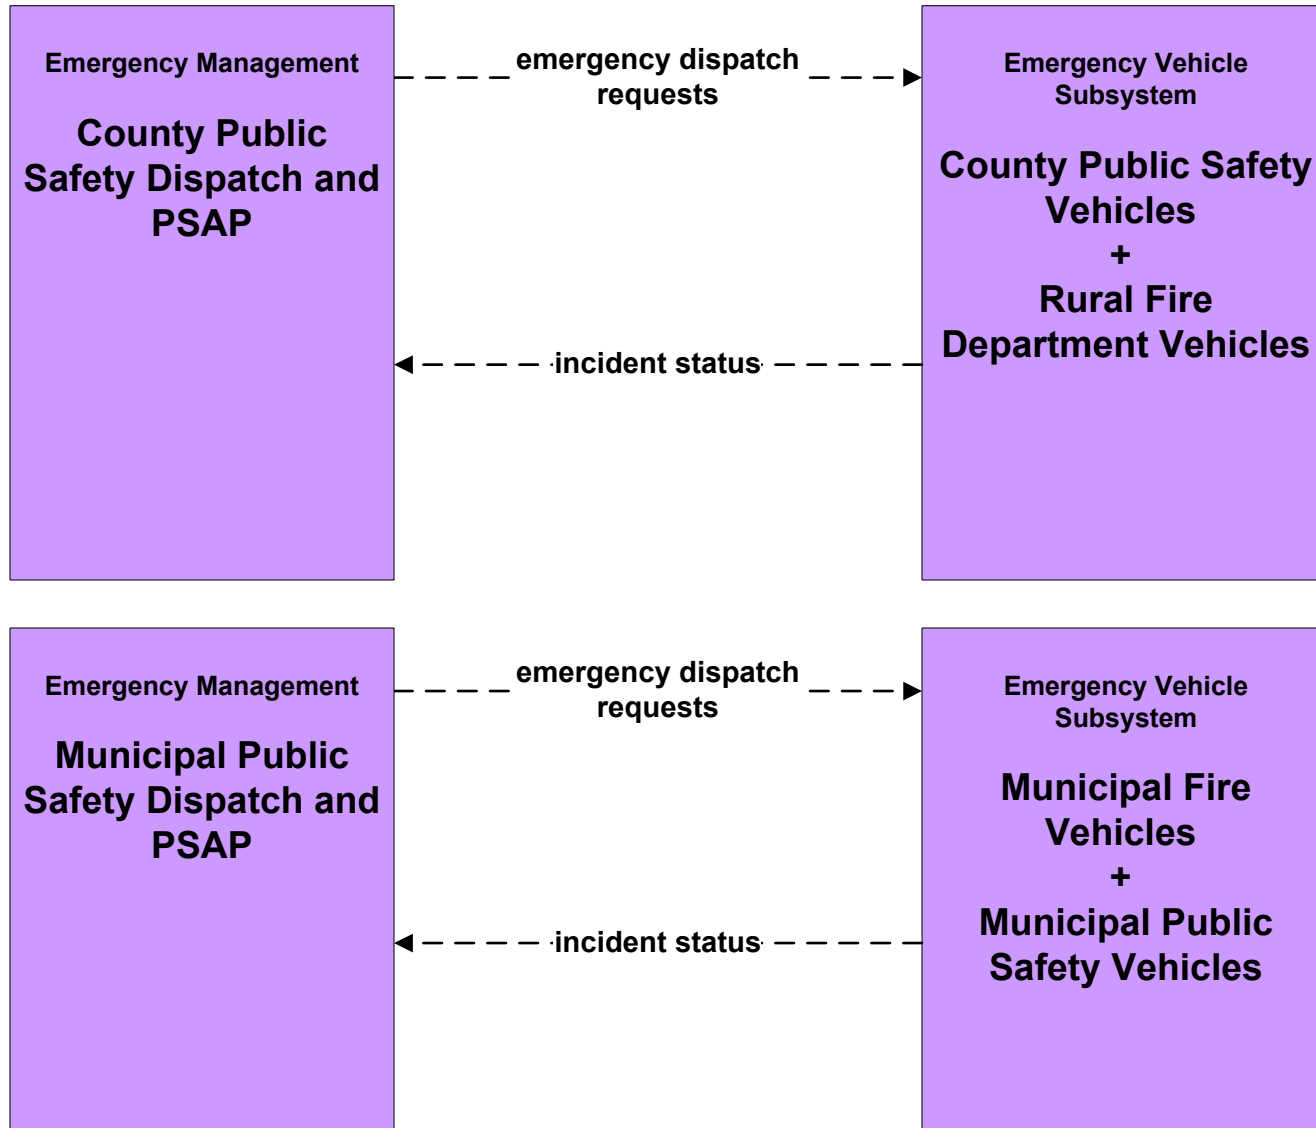 Emergency Management
County Public
Safety Dispatch and
PSAP
emergency dispatch
requests
incident status
Emergency Vehicle
Subsystem
County Public Safety
Vehicles
+
Rural Fire
Department Vehicles
Emergency Management
Municipal Public
Safety Dispatch and
PSAP
emergency dispatch
requests
incident status
Emergency Vehicle
Subsystem
Municipal Fire
Vehicles
+
Municipal Public
Safety Vehicles